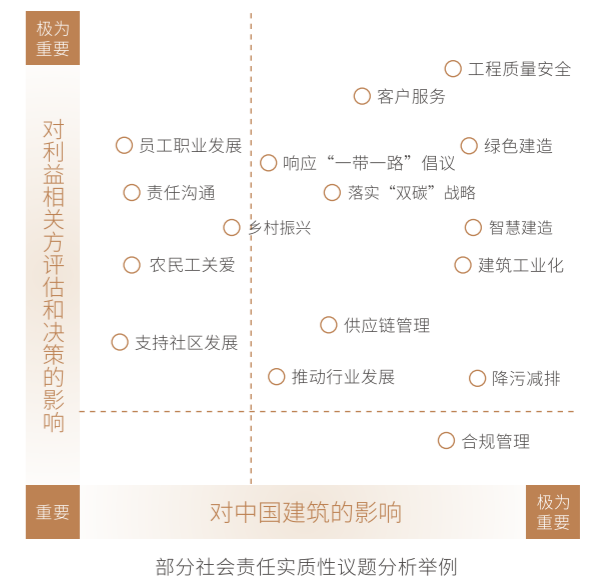 极为
重要
对利益相关方评估和决策的影响
工程质量安全
客户服务
员工职业发展
绿色建造
响应“一带一路”倡议
责任沟通
落实“双碳”战略
乡村振兴
智慧建造
农民工关爱
建筑工业化
供应链管理
支持社区发展
推动行业发展
降污减排
合规管理
重要
对中国建筑的影响
极为
重要
部分社会责任实质性议题分析举例